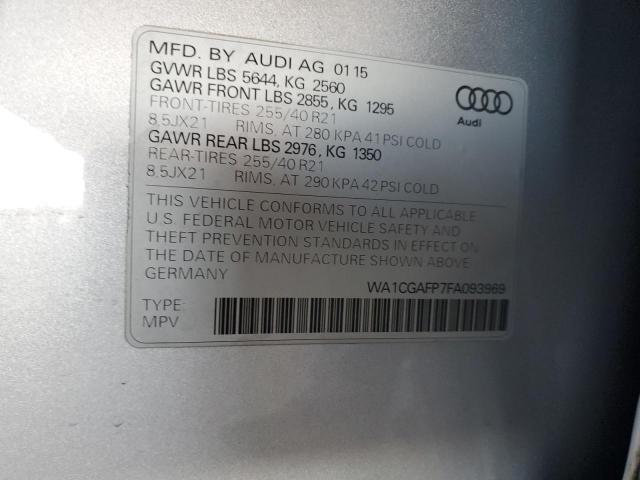 MFD. BY AUDI AG 01 15
GVWR LBS 5644, KG 2560
GAWR FRONT LBS 2855, KG 1295
FRONT-TIRES 255/40 R21
8,5JX21 RIMS, AT 280 KPA 41 PSI COLD
GAWR REAR LBS 2976, KG 1350
REAR-TIRES 255/40 R21
8,5JX21 RIMS, AT 290 KPA 42 PSI COLD
Audi
THIS VEHICLE CONFORMS TO ALL APPLICABLE
U.S. FEDERAL MOTOR VEHICLE SAFETY AND
THEFT PREVENTION STANDARDS IN EFFECT ON
THE DATE OF MANUFACTURE SHOWN ABOVE.
GERMANY
WA1CGAFP7FA093969
TYPE:
MPV